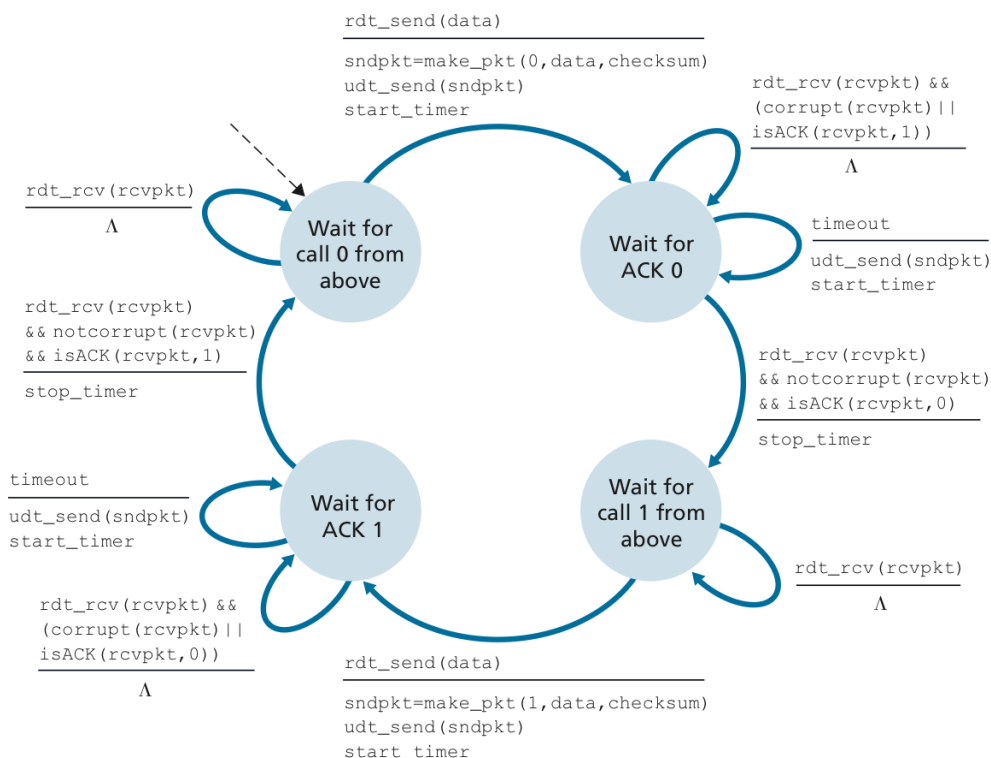 rdt_send(data)
sndpkt=make_pkt(0,data,checksum)
udt_send(sndpkt)
start_timer
rdt_rcv(rcvpkt) &&
(corrupt(rcvpkt)||
isACK(rcvpkt,1))
Λ
rdt_rcv(rcvpkt)
Λ
Wait for
call 0 from
above
Wait for
ACK 0
timeout
udt_send(sndpkt)
start_timer
rdt_rcv(rcvpkt)
&& notcorrupt(rcvpkt)
&& isACK(rcvpkt,1)
stop_timer
rdt_rcv(rcvpkt)
&& notcorrupt(rcvpkt)
&& isACK(rcvpkt,0)
stop_timer
timeout
udt_send(sndpkt)
start_timer
Wait for
ACK 1
Wait for
call 1 from
above
rdt_rcv(rcvpkt)
Λ
rdt_rcv(rcvpkt) &&
(corrupt(rcvpkt)||
isACK(rcvpkt,0))
Λ
rdt_send(data)
sndpkt=make_pkt(1,data,checksum)
udt_send(sndpkt)
start_timer